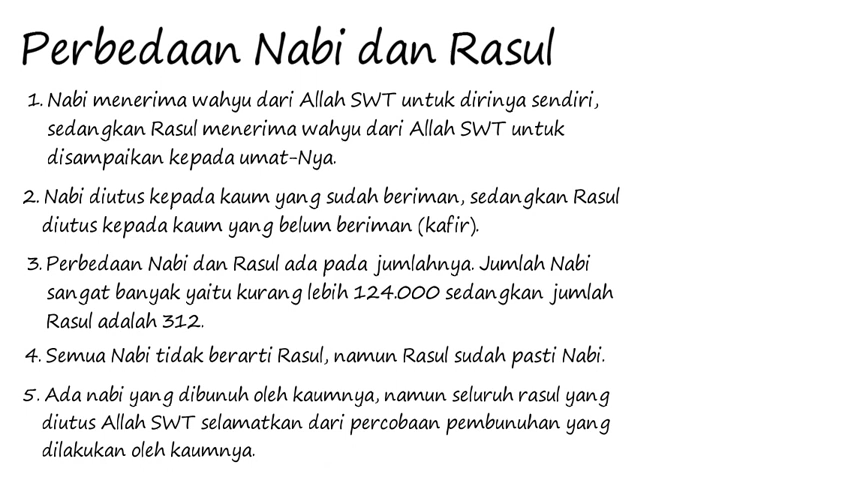 Perbedaan Nabi dan Rasul
1. Nabi menerima wahyu dari Allah SWT untuk dirinya sendiri,
sedangkan Rasul menerima wahyu dari Allah SWT untuk
disampaikan kepada umat-Nya.
2. Nabi diutus kepada kaum yang sudah beriman, sedangkan Rasul
diutus kepada kaum yang belum beriman (kafir).
3. Perbedaan Nabi dan Rasul ada pada jumlahnya. Jumlah Nabi
sangat banyak yaitu kurang lebih 124.000 sedangkan jumlah
Rasul adalah 312.
4. Semua Nabi tidak berarti Rasul, namun Rasul sudah pasti Nabi.
5. Ada nabi yang dibunuh oleh kaumnya, namun seluruh rasul yang
diutus Allah SWT selamatkan dari percobaan pembunuhan yang
dilakukan oleh kaumnya.